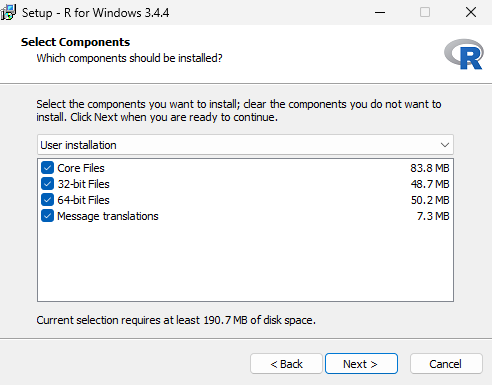 Setup - R for Windows 3.4.4
Select Components
Which components should be installed?
R
Select the components you want to install; clear the components you do not want to
install. Click Next when you are ready to continue.
User installation
Core Files 83.8 MB
32-bit Files 48.7 MB
64-bit Files 50.2 MB
Message translations 7.3 MB
Current selection requires at least 190.7 MB of disk space.
< Back Next > Cancel